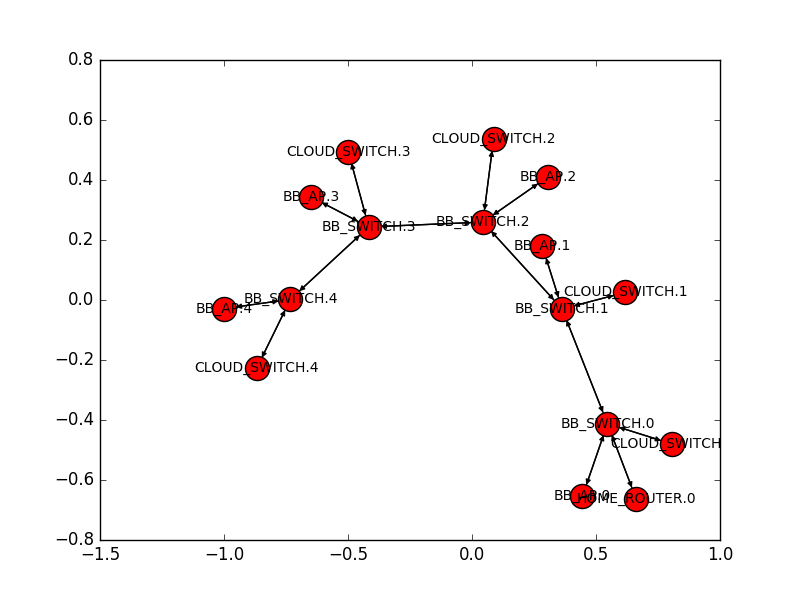 0.8
0.6
0.4
0.2
0.0
−0.2
−0.4
−0.6
−0.8
CLOUD_SWITCH.2
CLOUD_SWITCH.3
BB_AP.2
BB_AP.3
BB_SWITCH.2
BB_SWITCH.3
BB_AP.1
CLOUD_SWITCH.1
BB_SWITCH.4
BB_AP.4
BB_SWITCH.1
CLOUD_SWITCH.4
BB_SWITCH.0
CLOUD_SWITCH
BB_AP.0
HOME_ROUTER.0
−1.5 −1.0 −0.5 0.0 0.5 1.0